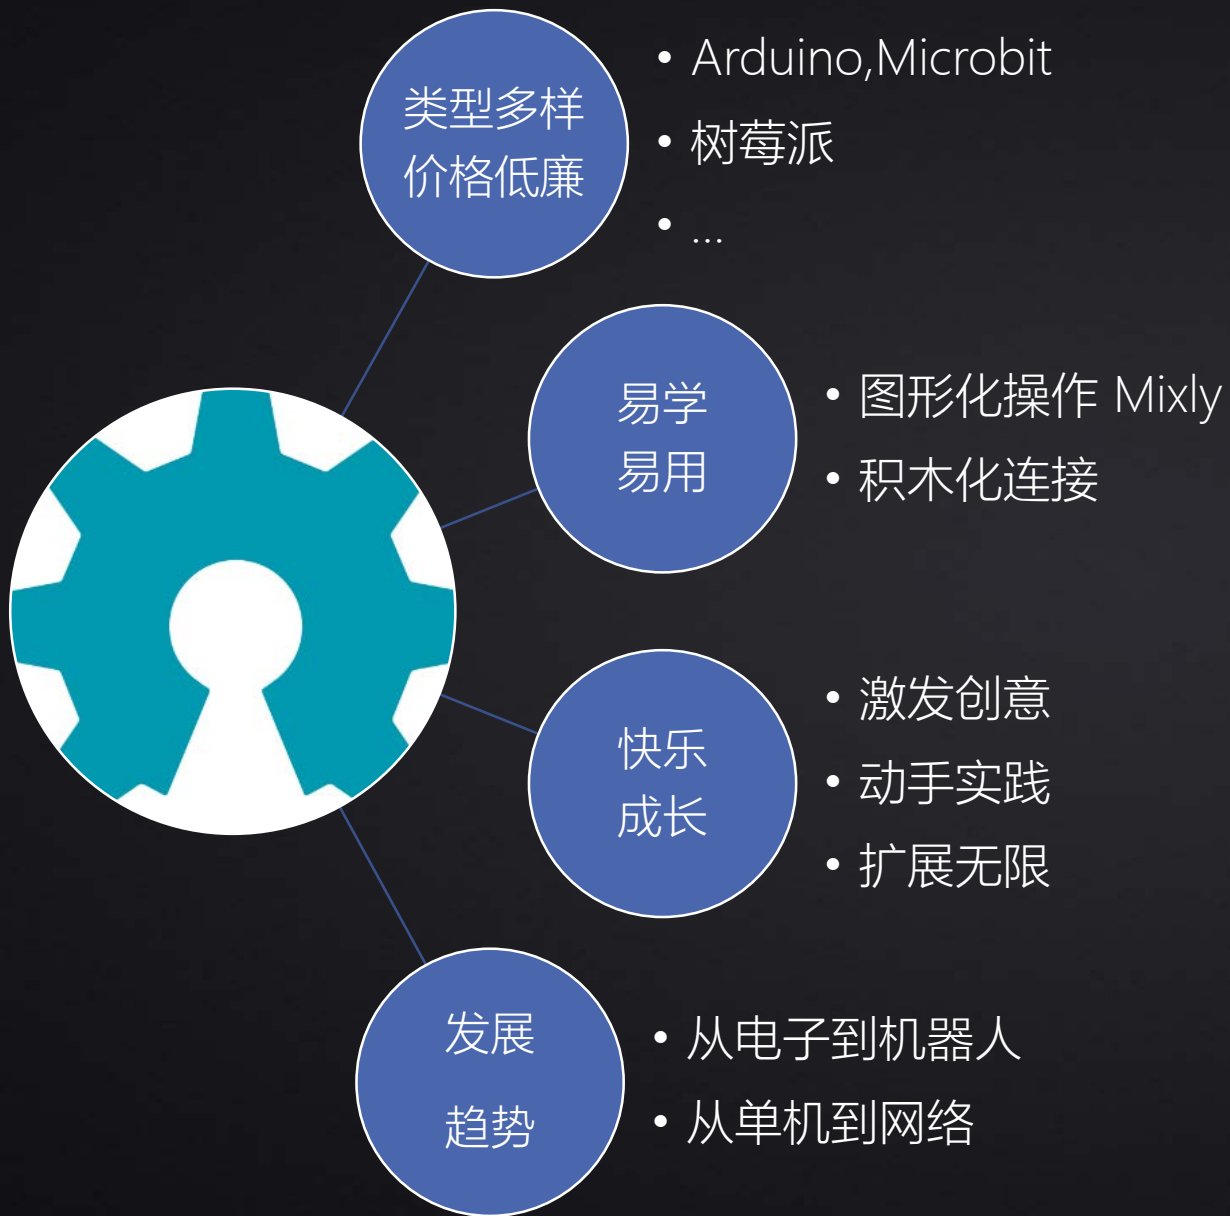 类型多样
价格低廉
• Arduino,Microbit
• 树莓派
• ...
易学
易用
• 图形化操作 Mixly
• 积木化连接
快乐
成长
• 激发创意
• 动手实践
• 扩展无限
发展
趋势
• 从电子到机器人
• 从单机到网络